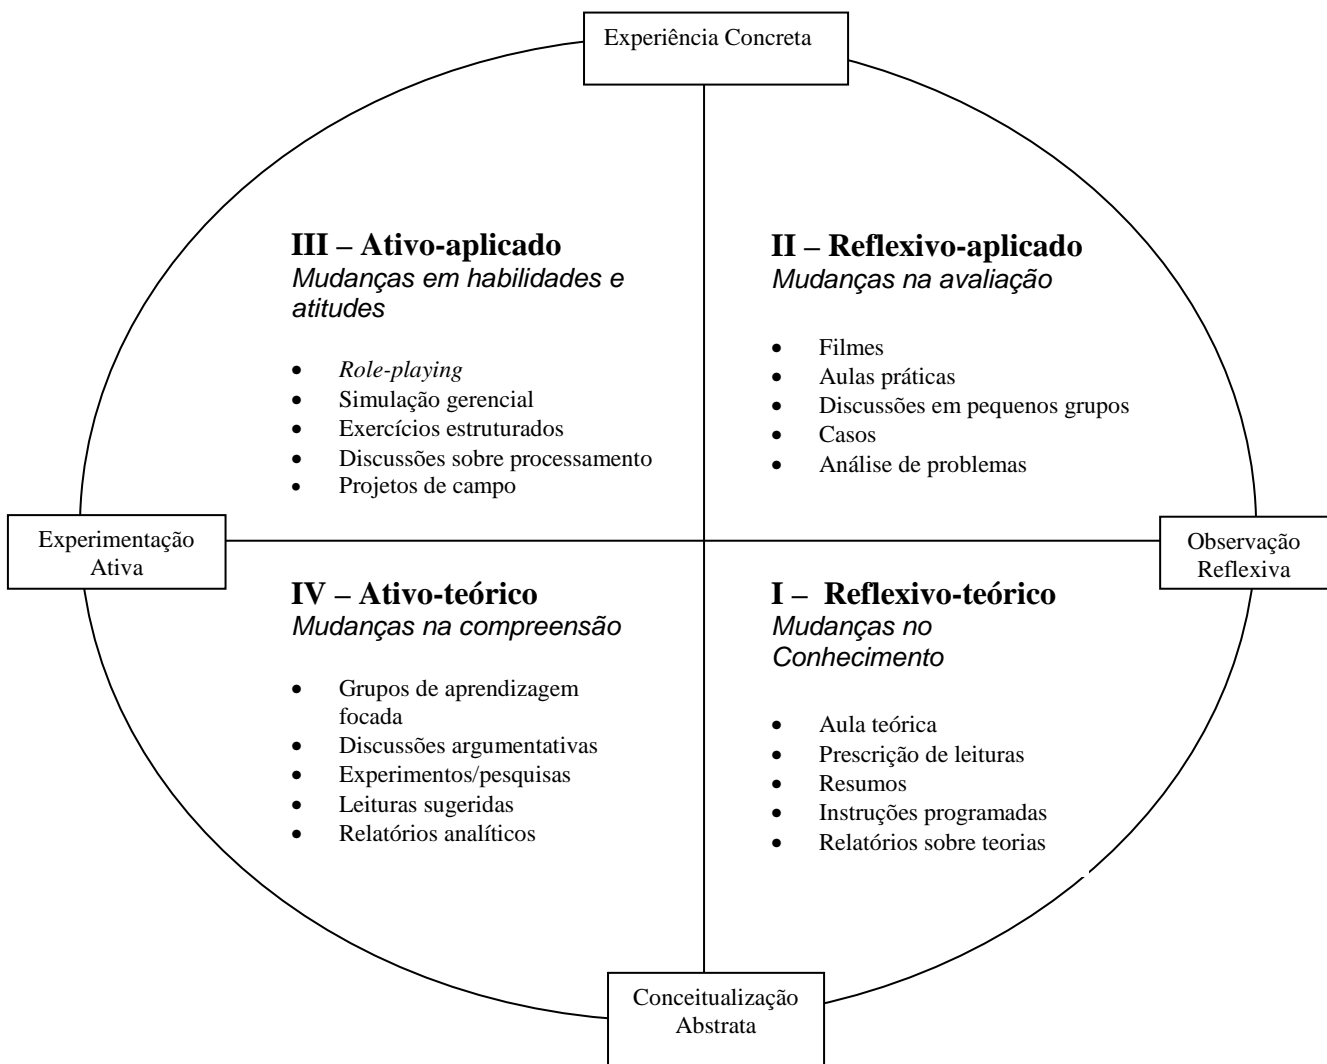 Experiência Concreta
III – Ativo-aplicado
Mudanças em habilidades e
atitudes
• Role-playing
• Simulação gerencial
• Exercícios estruturados
• Discussões sobre processamento
• Projetos de campo
II – Reflexivo-aplicado
Mudanças na avaliação
• Filmes
• Aulas práticas
• Discussões em pequenos grupos
• Casos
• Análise de problemas
Experimentação
Ativa
Observação
Reflexiva
IV – Ativo-teórico
Mudanças na compreensão
• Grupos de aprendizagem
focada
• Discussões argumentativas
• Experimentos/pesquisas
• Leituras sugeridas
• Relatórios analíticos
I – Reflexivo-teórico
Mudanças no
Conhecimento
• Aula teórica
• Prescrição de leituras
• Resumos
• Instruções programadas
• Relatórios sobre teorias
Conceitualização
Abstrata